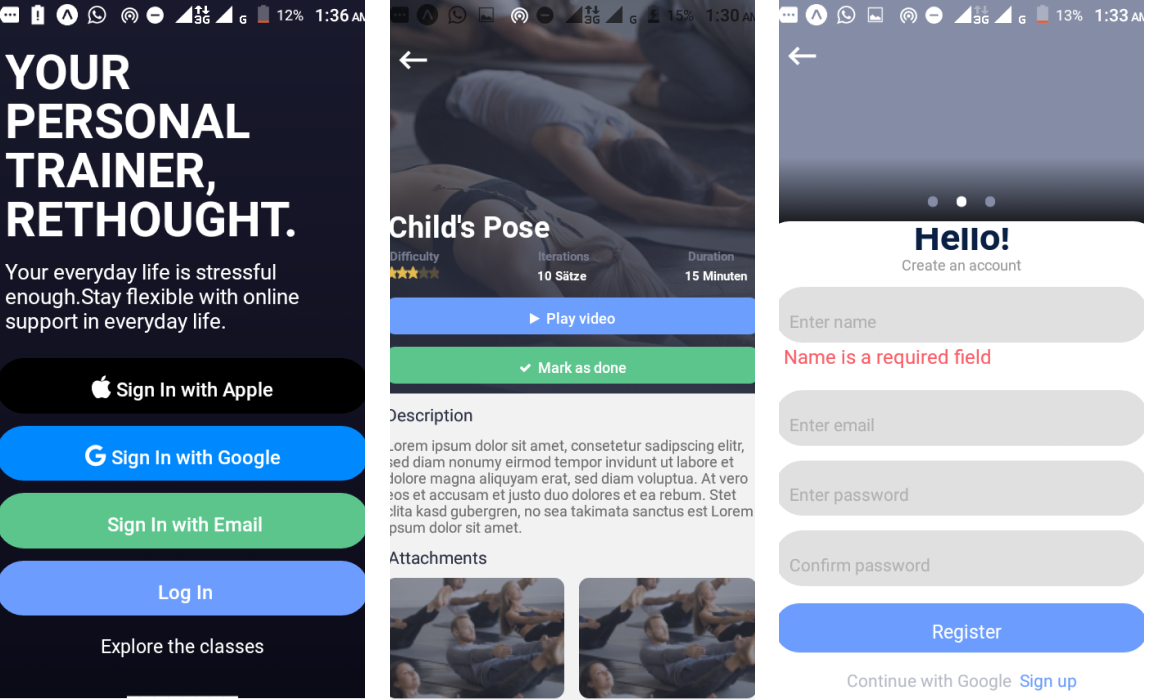 3G
G
12%
1:36 AM
YOUR
PERSONAL
TRAINER,
RETHOUGHT.
Your everyday life is stressful
enough.Stay flexible with online
support in everyday life.
Sign In with Apple
G Sign In with Google
Sign In with Email
Log In
Explore the classes
3G
G
15%
1:30 AM
Child's Pose
Difficulty
Iterations
Duration
10 Sätze
15 Minuten
Play video
Mark as done
Description
Lorem ipsum dolor sit amet, consetetur sadipscing elitr,
sed diam nonumy eirmod tempor invidunt ut labore et
dolore magna aliquyam erat, sed diam voluptua. At vero
eos et accusam et justo duo dolores et ea rebum. Stet
clita kasd gubergren, no sea takimata sanctus est Lorem
ipsum dolor sit amet.
Attachments
3G
G
13%
1:33 AM
Hello!
Create an account
Enter name
Name is a required field
Enter email
Enter password
Confirm password
Register
Continue with Google Sign up